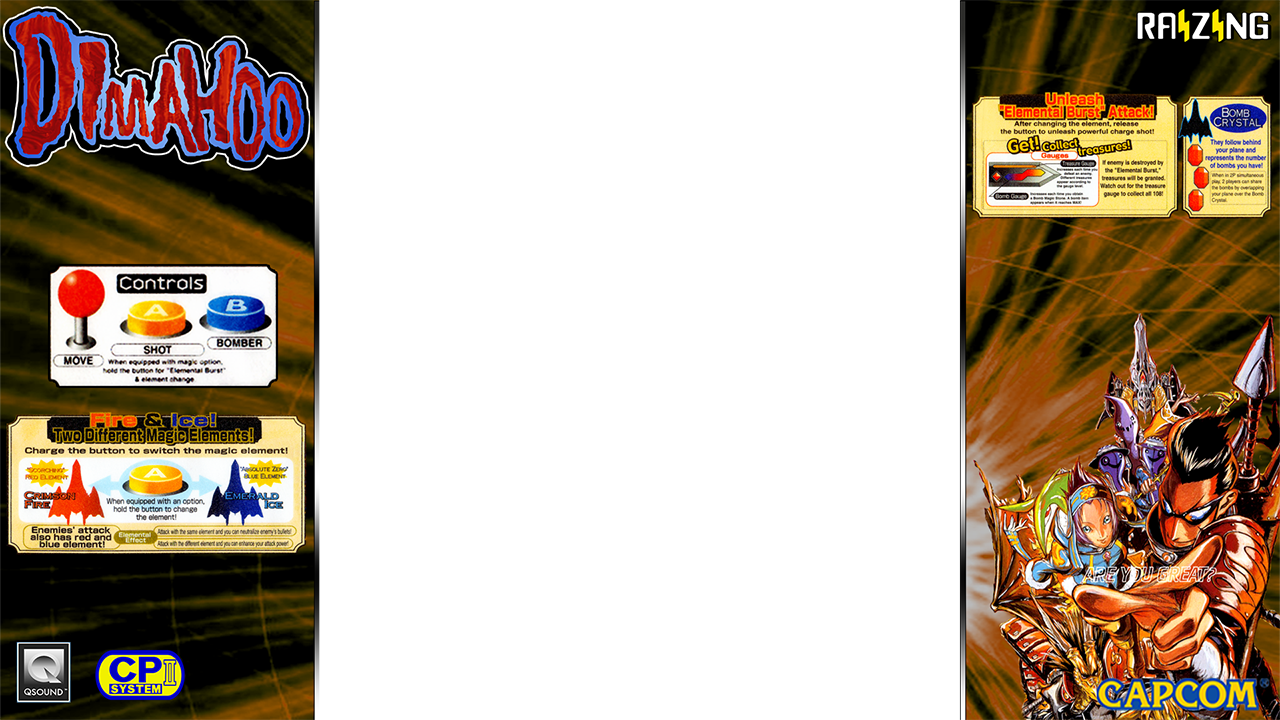 DIMAHOO
Controls
A
B
MOVE
SHOT
BOMBER
When equipped with magic option,
hold the button for "Elemental Burst"
& element change
Fire & Ice!
Two Different Magic Elements!
Charge the button to switch the magic element!
"SCORCHING"
RED ELEMENT
CRIMSON
FIRE
A
When equipped with an option,
hold the button to change
the element!
"ABSOLUTE ZERO"
BLUE ELEMENT
EMERALD
ICE
Enemies' attack
also has red and
blue element!
Elemental
Effect
Attack with the same element and you can neutralize enemy's bullets!
Attack with the different element and you can enhance your attack power!
Q
QSOUND™
CP II
SYSTEM
RAIZING
Unleash
"Elemental Burst" Attack!
After changing the element, release
the button to unleash powerful charge shot!
Get! Collect treasures!
Gauges
Treasure Gauge
Increases each time you
defeat an enemy.
Different treasures
appear according to
the gauge level.
Bomb Gauge
Increases each time you obtain
a Bomb Magic Stone. A bomb item
appears when it reaches MAX!
If enemy is destroyed by
the "Elemental Burst,"
treasures will be granted.
Watch out for the treasure
gauge to collect all 108!
BOMB
CRYSTAL
They follow behind
your plane and
represents the number
of bombs you have!
When in 2P simultaneous
play, 2 players can share
the bombs by overlapping
your plane over the Bomb
Crystal.
ARE YOU GREAT?
CAPCOM®